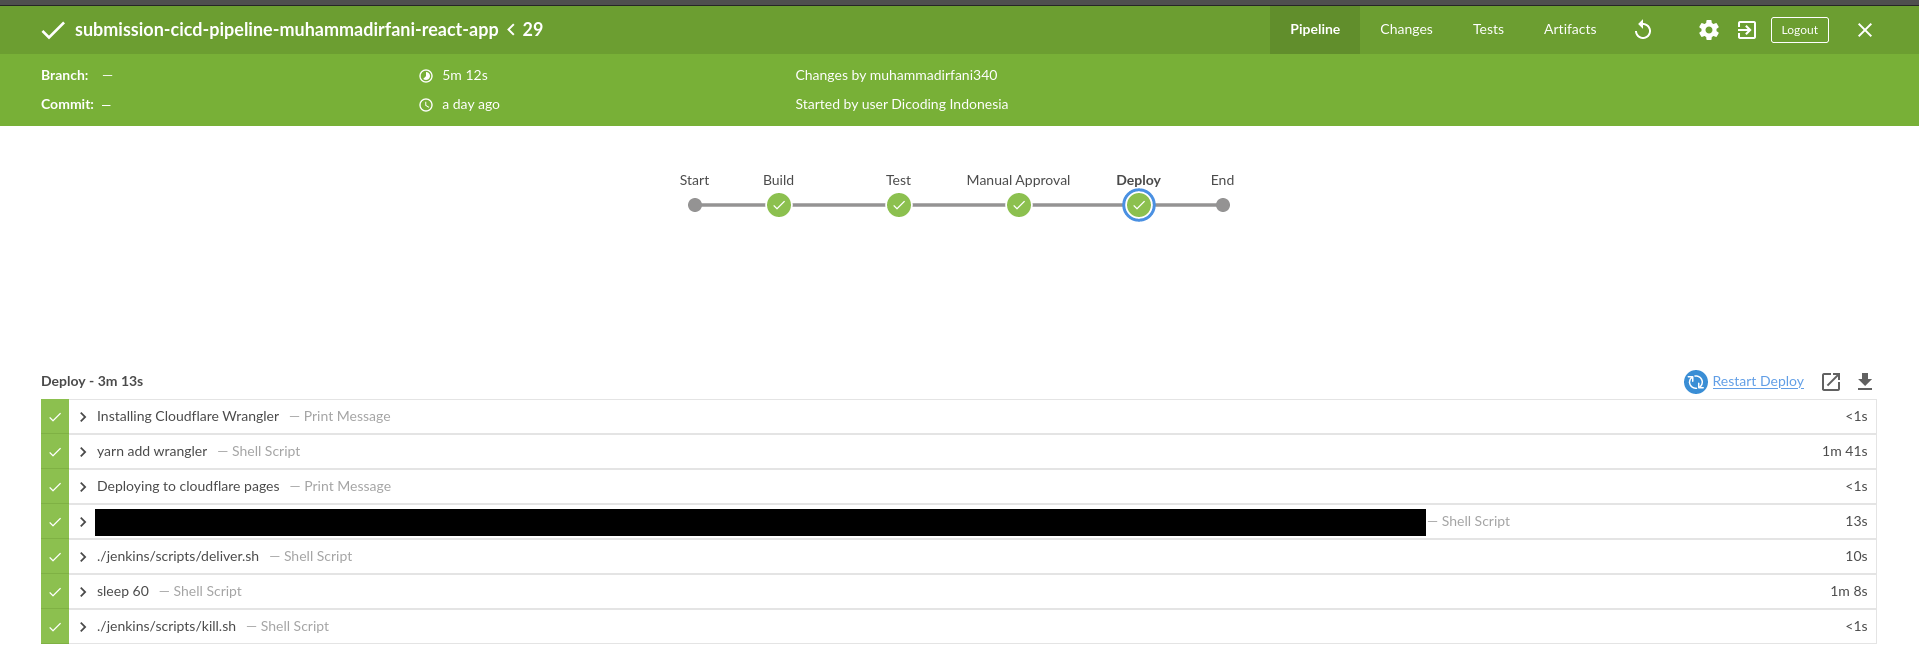 submission-cicd-pipeline-muhammadirfani-react-app < 29
Pipeline Changes Tests Artifacts Logout
Branch: — 5m 12s Changes by muhammadirfani340
Commit: — a day ago Started by user Dicoding Indonesia
Start Build Test Manual Approval Deploy End
Deploy - 3m 13s Restart Deploy
Installing Cloudflare Wrangler — Print Message <1s
yarn add wrangler — Shell Script 1m 41s
Deploying to cloudflare pages — Print Message <1s
— Shell Script 13s
./jenkins/scripts/deliver.sh — Shell Script 10s
sleep 60 — Shell Script 1m 8s
./jenkins/scripts/kill.sh — Shell Script <1s